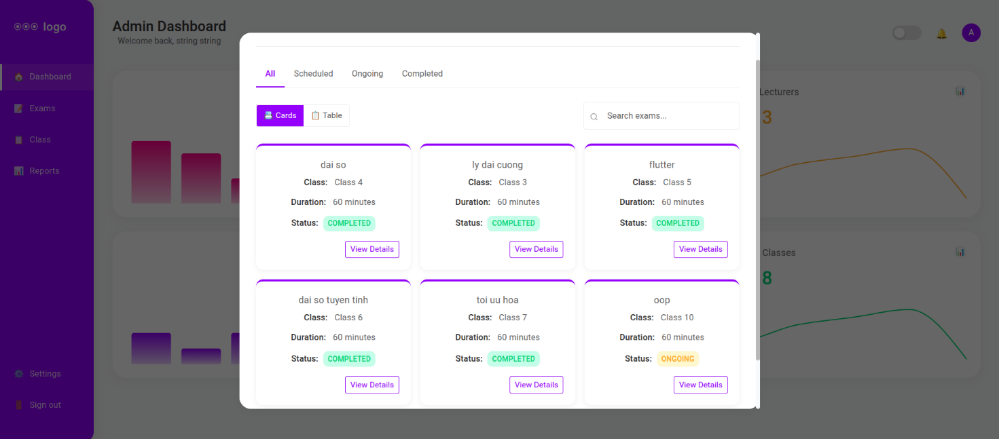 logo
Dashboard
Exams
Class
Reports
Settings
Sign out
Admin Dashboard
Welcome back, string string
A
Lecturers
3
Classes
8
All Scheduled Ongoing Completed
Cards Table
Search exams...
dai so
Class: Class 4
Duration: 60 minutes
Status: COMPLETED
View Details
ly dai cuong
Class: Class 3
Duration: 60 minutes
Status: COMPLETED
View Details
flutter
Class: Class 5
Duration: 60 minutes
Status: COMPLETED
View Details
dai so tuyen tinh
Class: Class 6
Duration: 60 minutes
Status: COMPLETED
View Details
toi uu hoa
Class: Class 7
Duration: 60 minutes
Status: COMPLETED
View Details
oop
Class: Class 10
Duration: 60 minutes
Status: ONGOING
View Details